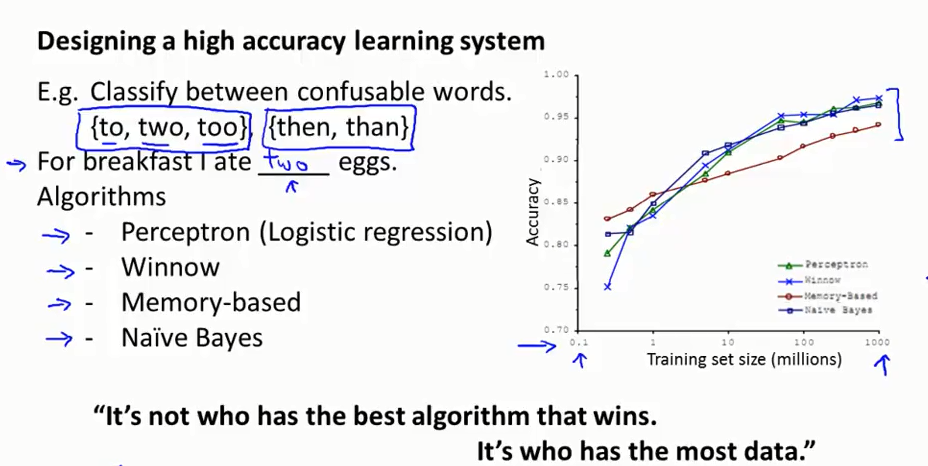 Designing a high accuracy learning system
E.g. Classify between confusable words.
{to, two, too} {then, than}
For breakfast I ate two eggs.
Algorithms
- Perceptron (Logistic regression)
- Winnow
- Memory-based
- Naïve Bayes
1.00
0.95
0.90
0.85
0.80
0.75
0.70
Accuracy
Perceptron
Winnow
Memory-Based
Naive Bayes
0.1 1 10 100 1000
Training set size (millions)
“It’s not who has the best algorithm that wins.
It’s who has the most data.”